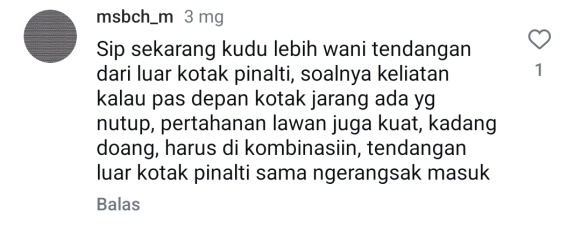 msbch_m 3 mg
Sip sekarang kudu lebih wani tendangan
dari luar kotak pinalti, soalnya keliatan
kalau pas depan kotak jarang ada yg
nutup, pertahanan lawan juga kuat, kadang
doang, harus di kombinasiin, tendangan
luar kotak pinalti sama ngerangsak masuk
1
Balas